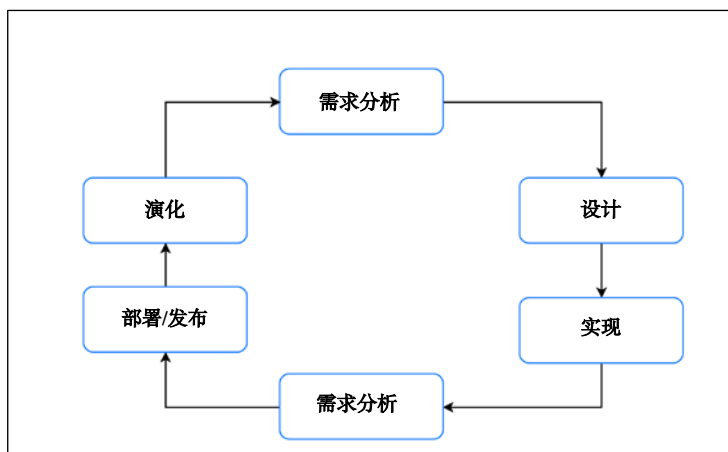 需求分析
演化
设计
部署/发布
实现
需求分析